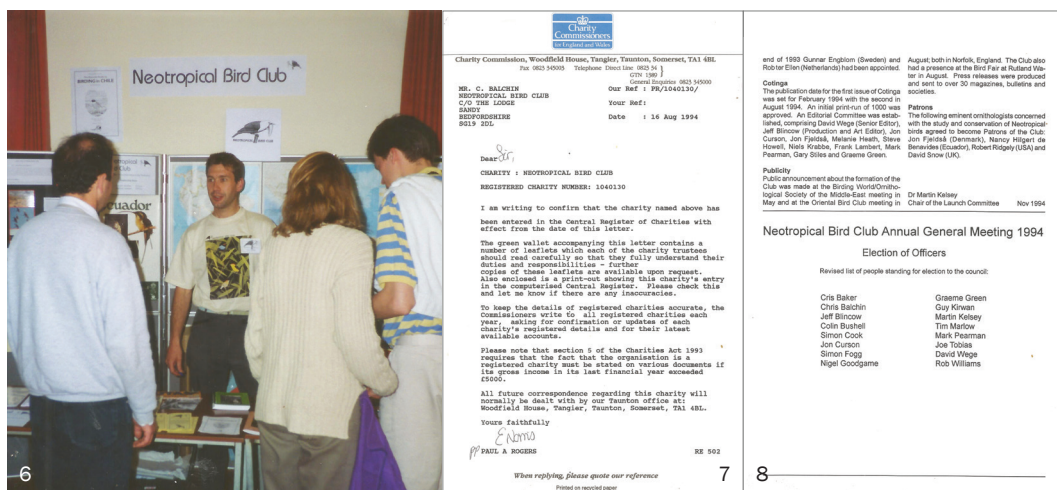 BIRDING in CHILE
Neotropical Bird Club
NEOTROPICAL BIRD CLUB
Neotropical
Bird Club
cuador
6
Charity
Commissioners
for England and Wales
Charity Commission, Woodfield House, Tangier, Taunton, Somerset, TA1 4BL
Fax 0823 345003 Telephone Direct Line 0823 34 }
GTN 1589 }
General Enquiries 0823 345000
MR. C. BALCHIN
NEOTROPICAL BIRD CLUB
C/O THE LODGE
SANDY
BEDFORDSHIRE
SG19 2DL
Our Ref : PR/1040130/
Your Ref:
Date : 16 Aug 1994
Dear Sir,
CHARITY : NEOTROPICAL BIRD CLUB
REGISTERED CHARITY NUMBER: 1040130
I am writing to confirm that the charity named above has
been entered in the Central Register of Charities with
effect from the date of this letter.
The green wallet accompanying this letter contains a
number of leaflets which each of the charity trustees
should read carefully so that they fully understand their
duties and responsibilities - further
copies of these leaflets are available upon request.
Also enclosed is a print-out showing this charity's entry
in the computerised Central Register. Please check this
and let me know if there are any inaccuracies.
To keep the details of registered charities accurate, the
Commissioners write to all registered charities each
year, asking for confirmation or updates of each
charity's registered details and for their latest
available accounts.
Please note that section 5 of the Charities Act 1993
requires that the fact that the organisation is a
registered charity must be stated on various documents if
its gross income in its last financial year exceeded
£5000.
All future correspondence regarding this charity will
normally be dealt with by our Taunton office at:
Woodfield House, Tangier, Taunton, Somerset, TA1 4BL.
Yours faithfully
pp PAUL A ROGERS RE 502
When replying, please quote our reference
Printed on recycled paper
7
end of 1993 Gunnar Engblom (Sweden) and
Robter Ellen (Netherlands) had been appointed.
Cotinga
The publication date for the first issue of Cotinga
was set for February 1994 with the second in
August 1994. An initial print-run of 1000 was
approved. An Editorial Committee was estab-
lished, comprising David Wege (Senior Editor),
Jeff Blincow (Production and Art Editor), Jon
Curson, Jon Fjeldså, Melanie Heath, Steve
Howell, Niels Krabbe, Frank Lambert, Mark
Pearman, Gary Stiles and Graeme Green.
Publicity
Public announcement about the formation of the
Club was made at the Birding World/Ornitho-
logical Society of the Middle-East meeting in
May and at the Oriental Bird Club meeting in
August; both in Norfolk, England. The Club also
had a presence at the Bird Fair at Rutland Wa-
ter in August. Press releases were produced
and sent to over 30 magazines, bulletins and
societies.
Patrons
The following eminent ornithologists concerned
with the study and conservation of Neotropical
birds agreed to become Patrons of the Club:
Jon Fjeldså (Denmark), Nancy Hilgert de
Benavides (Ecuador), Robert Ridgely (USA) and
David Snow (UK).
Dr Martin Kelsey
Chair of the Launch Committee Nov 1994
Neotropical Bird Club Annual General Meeting 1994
Election of Officers
Revised list of people standing for election to the council:
Cris Baker
Chris Balchin
Jeff Blincow
Colin Bushell
Simon Cook
Jon Curson
Simon Fogg
Nigel Goodgame
Graeme Green
Guy Kirwan
Martin Kelsey
Tim Marlow
Mark Pearman
Joe Tobias
David Wege
Rob Williams
8